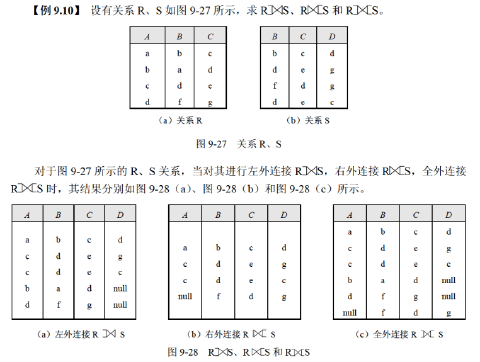 【例 9.10】 设有关系 R、S 如图 9-27 所示，求 R⟕S、R⟖S 和 R⟗S。
A B C
a b c
b a d
c d e
d f g
（a）关系 R
B C D
b c d
d e g
f d g
d e c
（b）关系 S
图 9-27 关系 R、S
对于图 9-27 所示的 R、S 关系，当对其进行左外连接 R⟕S，右外连接 R⟖S，全外连接
R⟗S 时，其结果分别如图 9-28（a）、图 9-28（b）和图 9-28（c）所示。
A B C D
a b c d
c d e g
c d e c
b a d null
d f g null
（a）左外连接 R ⟕ S
A B C D
a b c d
c d e g
c d e c
null f d g
（b）右外连接 R ⟖ S
A B C D
a b c d
c d e g
c d e c
b a d null
d f g null
null f d g
（c）全外连接 R ⟗ S
图 9-28 R⟕S、R⟖S 和 R⟗S